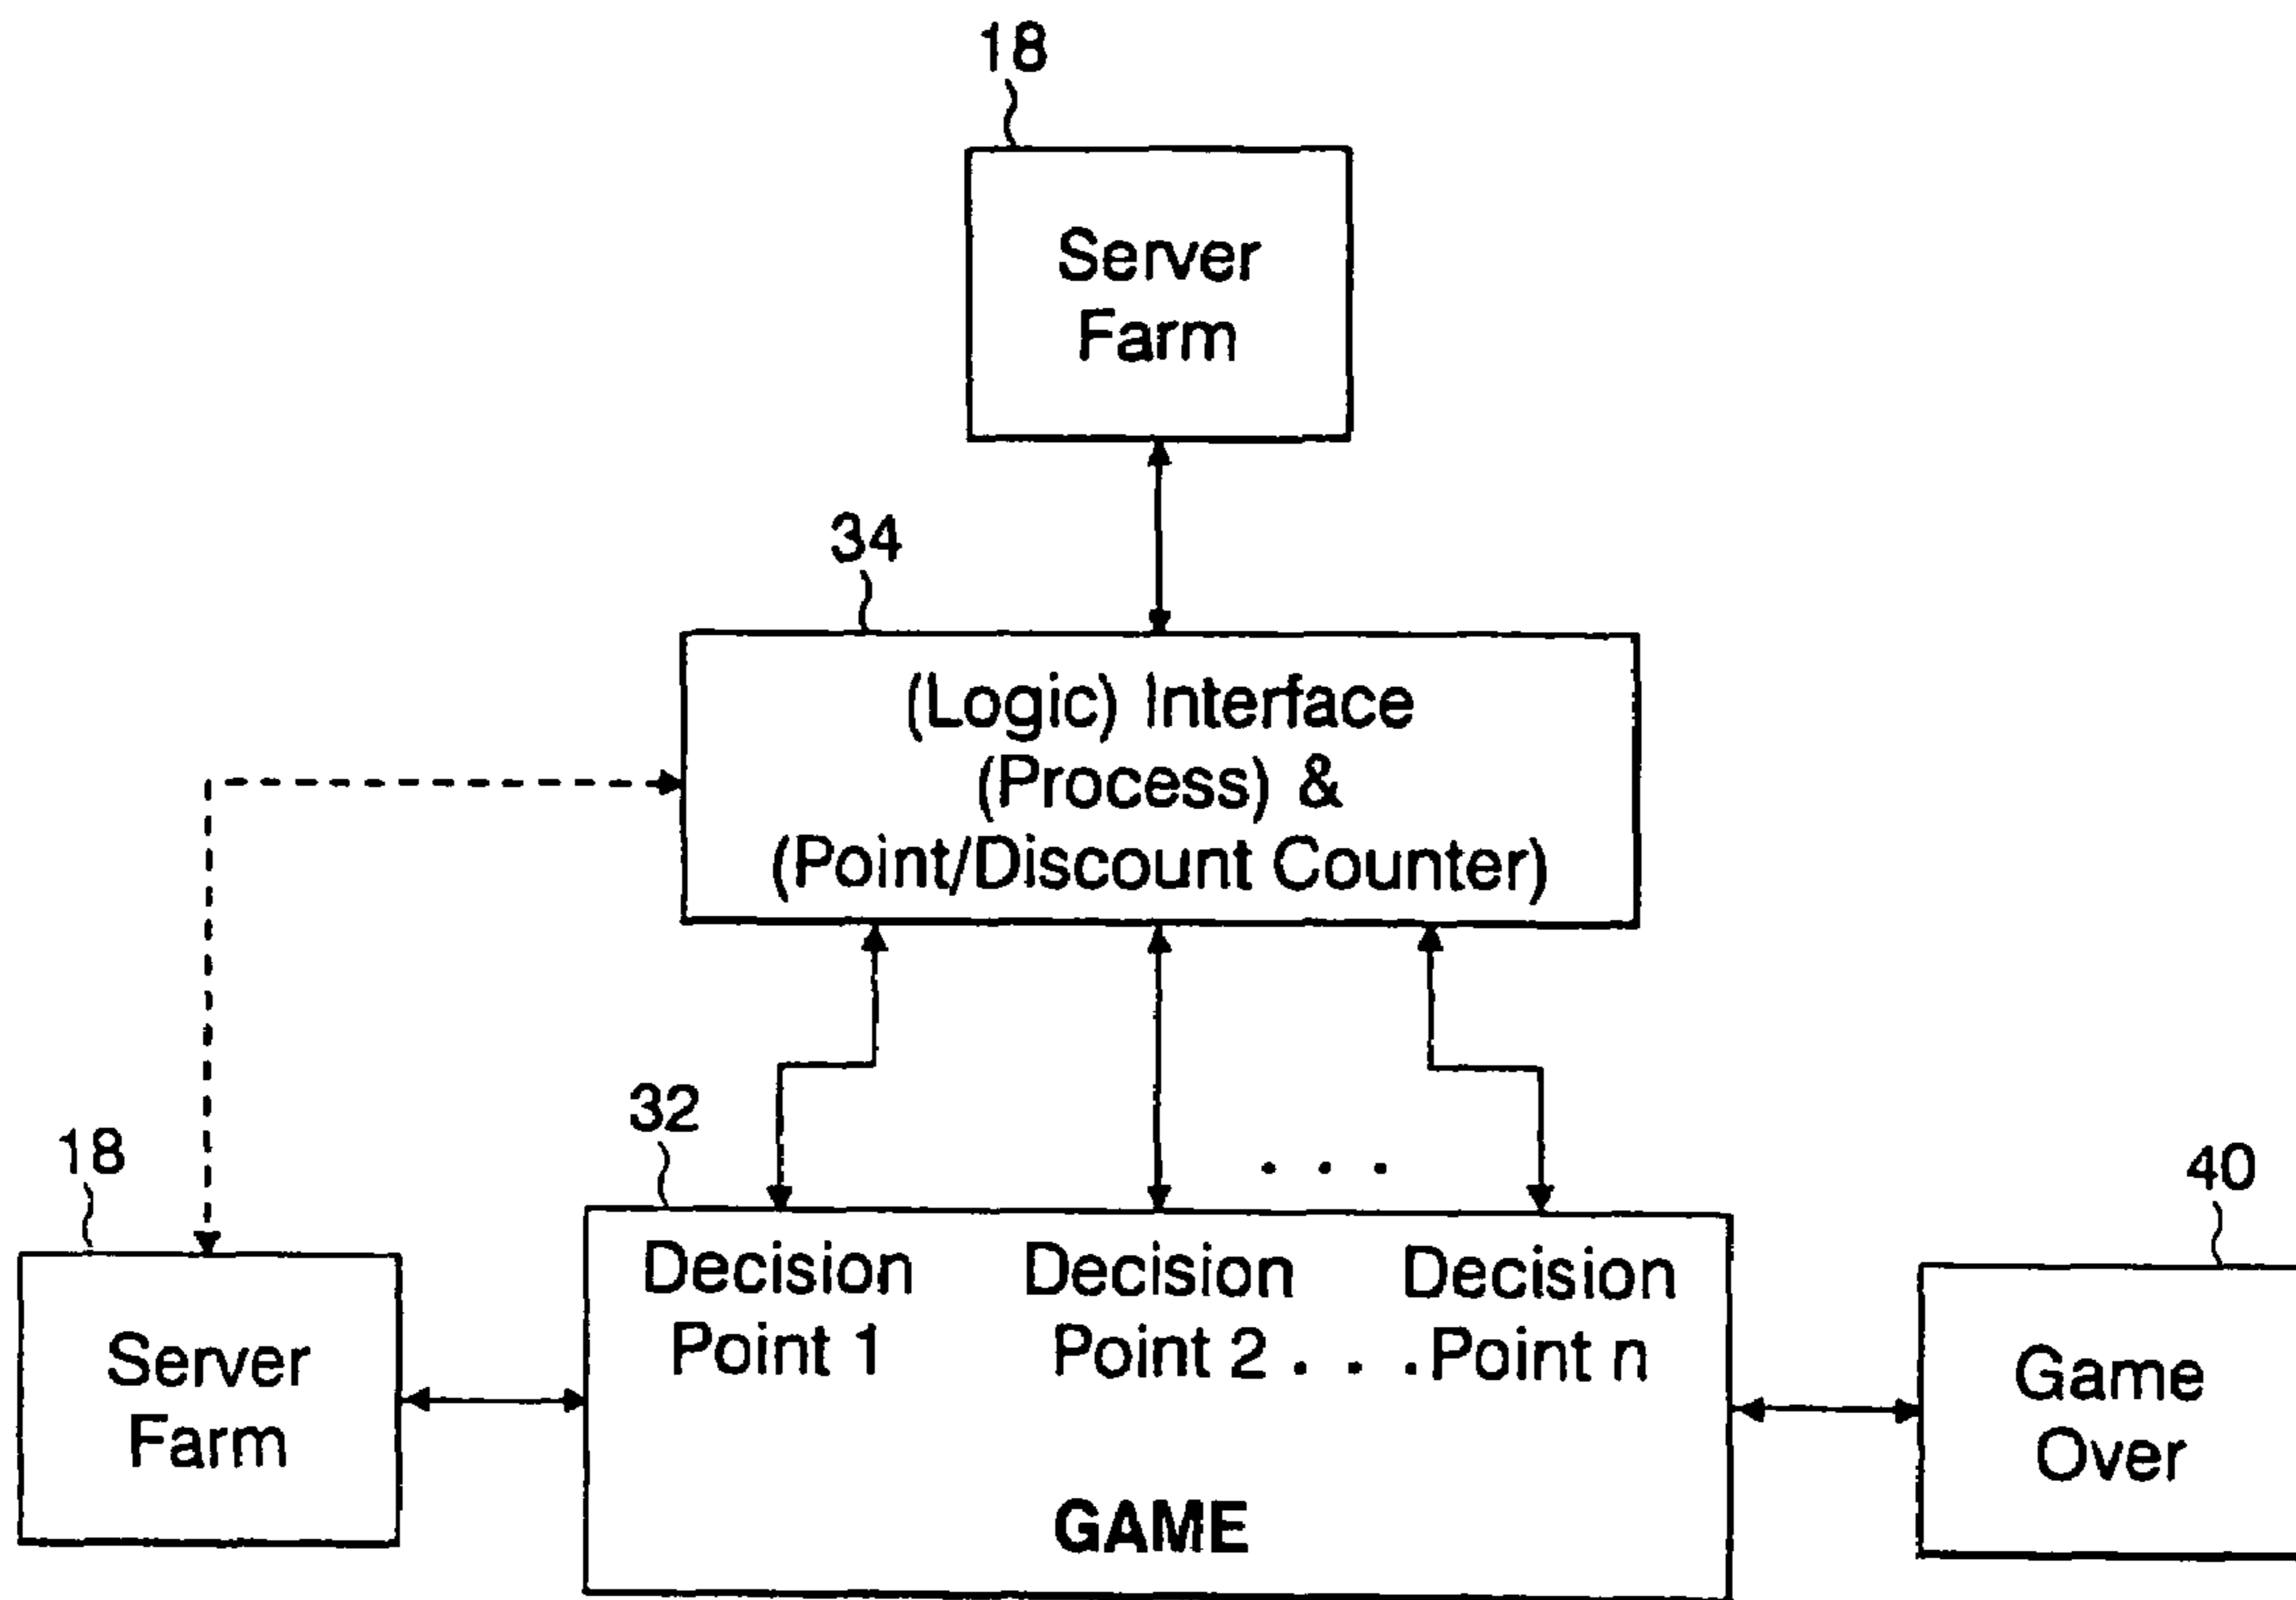 18
Server
Farm
34
(Logic) Interface
(Process) &
(Point/Discount Counter)
32
. . .
18
40
Server
Farm
Decision Decision Decision
Point 1 Point 2 . . . Point n
GAME
Game
Over